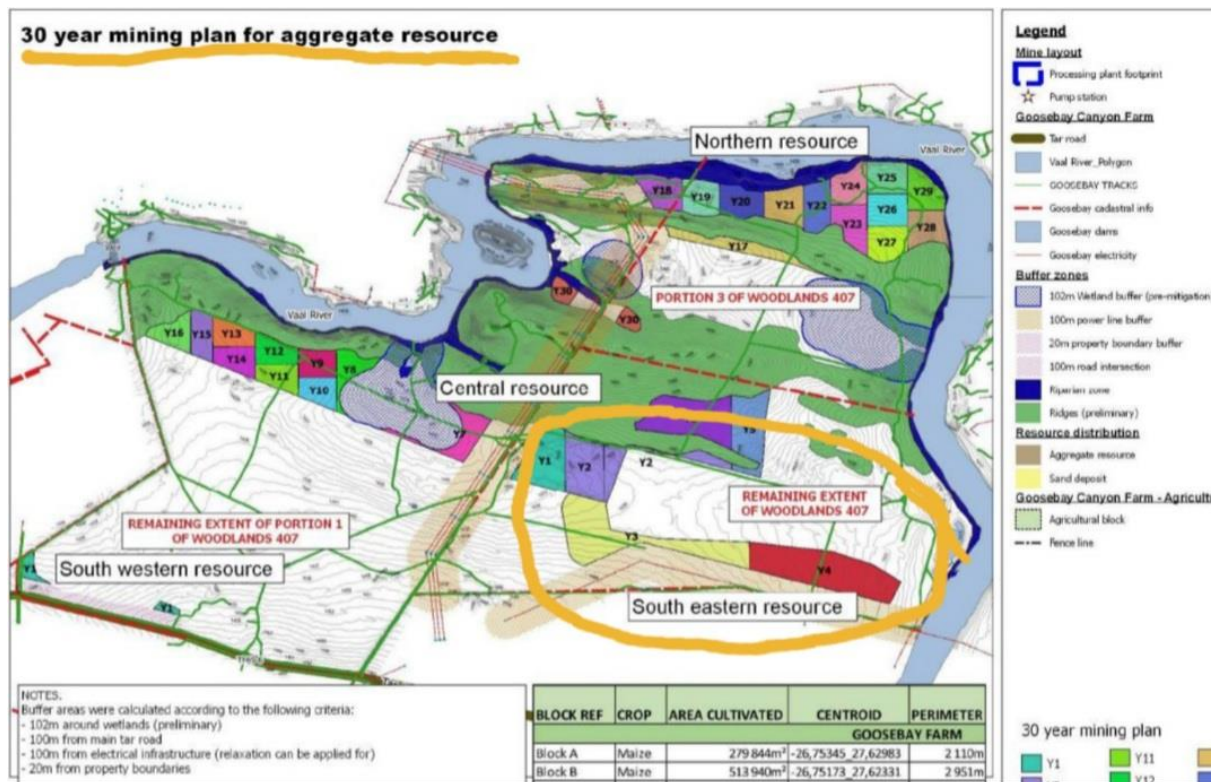 30 year mining plan for aggregate resource
Northern resource
Vaal River
Vaal River
Y18
Y19
Y20
Y21
Y22
Y24
Y23
Y25
Y26
Y27
Y29
Y28
Y17
PORTION 3 OF WOODLANDS 407
Y30
Y30
Vaal River
Y16
Y15
Y13
Y14
Y12
Y11
Y9
Y10
Y8
Central resource
Y7
Y1
Y2
Y2
Y5
REMAINING EXTENT
OF WOODLANDS 407
REMAINING EXTENT OF PORTION 1
OF WOODLANDS 407
Y3
Y4
Y1
South western resource
Y1
South eastern resource
NOTES.
Buffer areas were calculated according to the following criteria:
- 102m around wetlands (preliminary)
- 100m from main tar road
- 100m from electrical infrastructure (relaxation can be applied for)
- 20m from property boundaries
BLOCK REF CROP AREA CULTIVATED CENTROID PERIMETER
GOOSEBAY FARM
Block A Maize 279 844m² -26,75345_27,62983 2 110m
Block B Maize 513 940m² -26,75173_27,62331 2 951m
Legend
Mine layout
Processing plant footprint
Pump station
Goosebay Canyon Farm
Tar road
Vaal River_Polygon
GOOSEBAY TRACKS
Goosebay cadastral info
Goosebay dams
Goosebay electricity
Buffer zones
102m Wetland buffer (pre-mitigation
100m power line buffer
20m property boundary buffer
100m road intersection
Riperian zone
Ridges (preliminary)
Resource distribution
Aggregate resource
Sand deposit
Goosebay Canyon Farm - Agricult
Agricultural block
Fence line
30 year mining plan
Y1
Y11
Y12